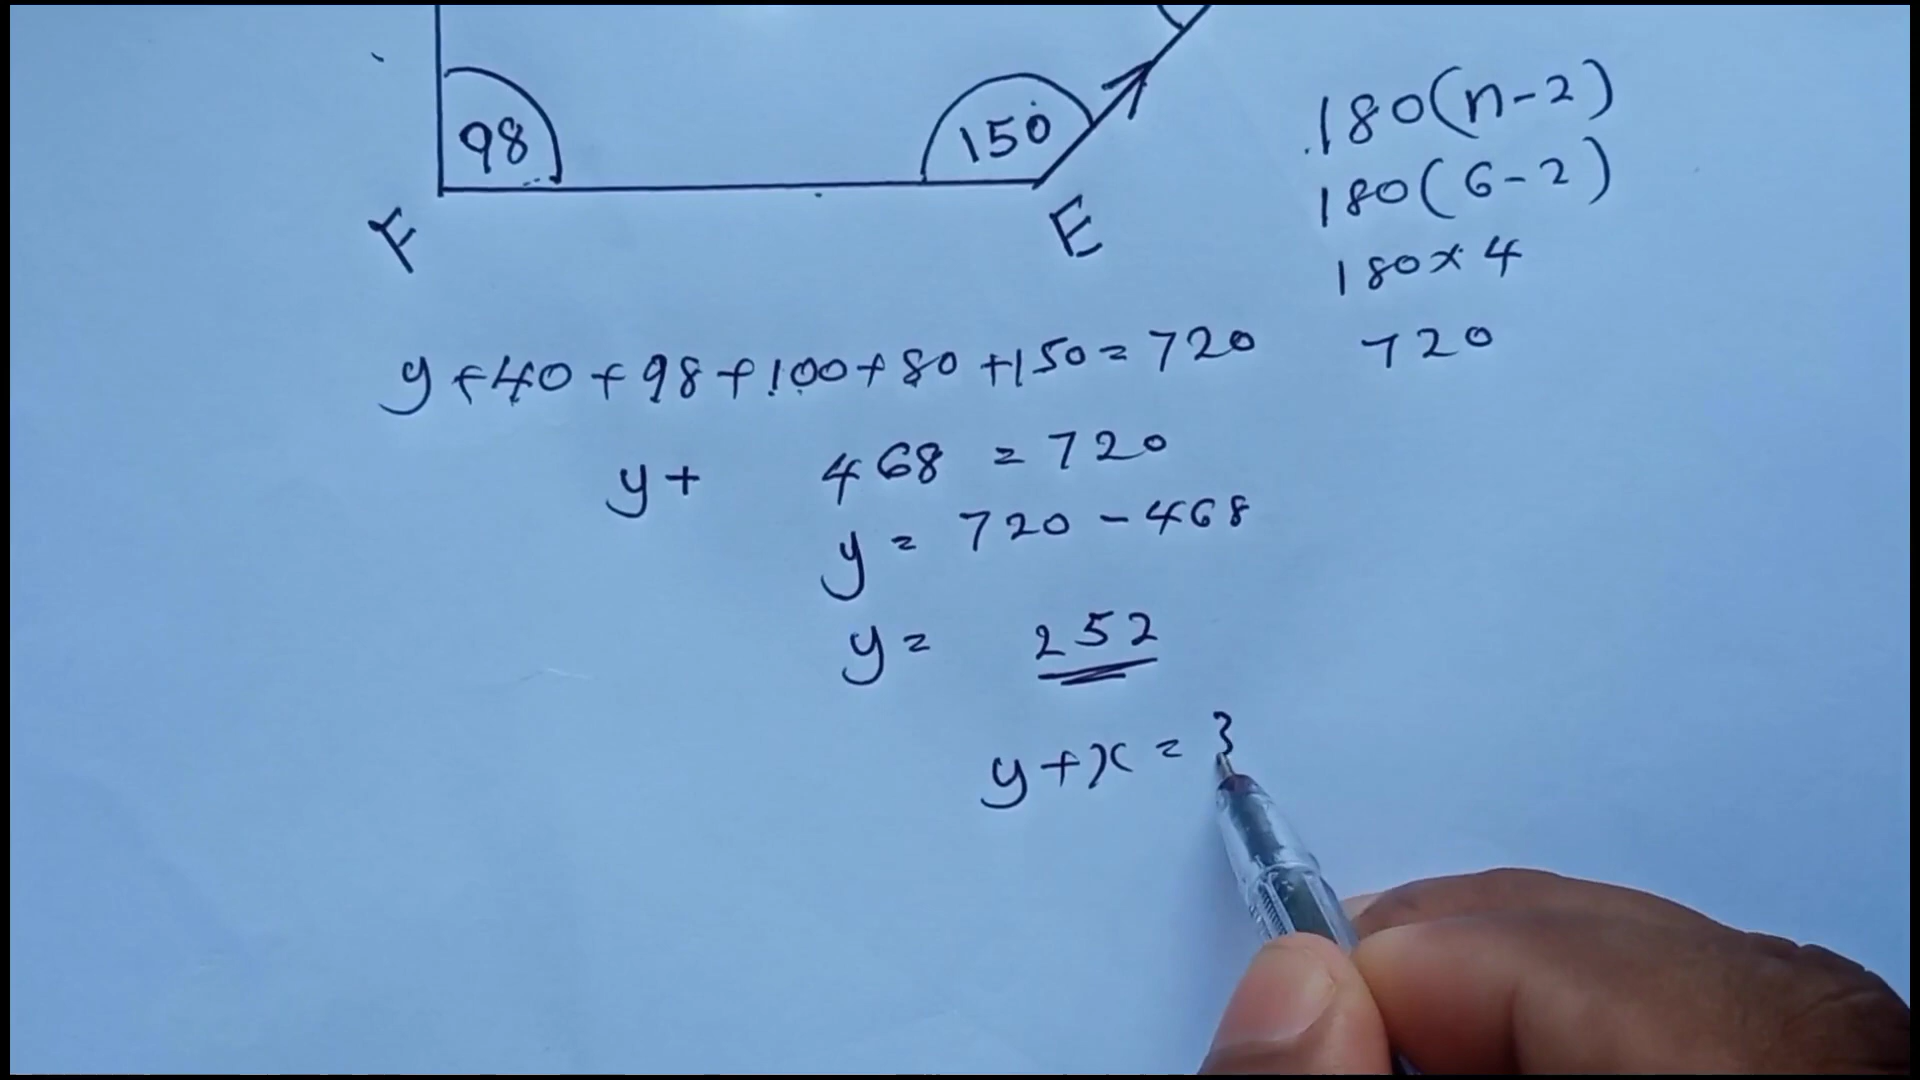 98
150
F
E
180(n-2)
180(6-2)
180×4
720
y+40+98+100+80+150=720
y+ 468 = 720
y = 720 - 468
y = 252
y+x = 3